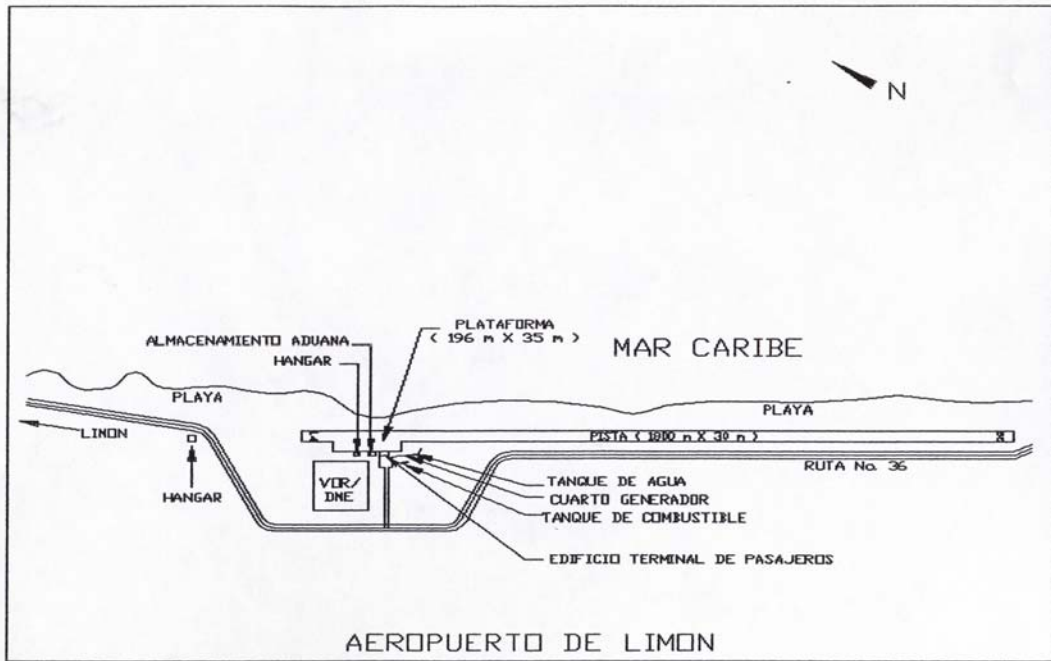 N
PLATAFORMA
( 196 m X 35 m )
ALMACENAMIENTO ADUANA
HANGAR
MAR CARIBE
PLAYA
PLAYA
LIMON
PISTA ( 1800 m X 30 m )
RUTA No. 36
HANGAR
VOR/
DME
TANQUE DE AGUA
CUARTO GENERADOR
TANQUE DE COMBUSTIBLE
EDIFICIO TERMINAL DE PASAJEROS
AEROPUERTO DE LIMON